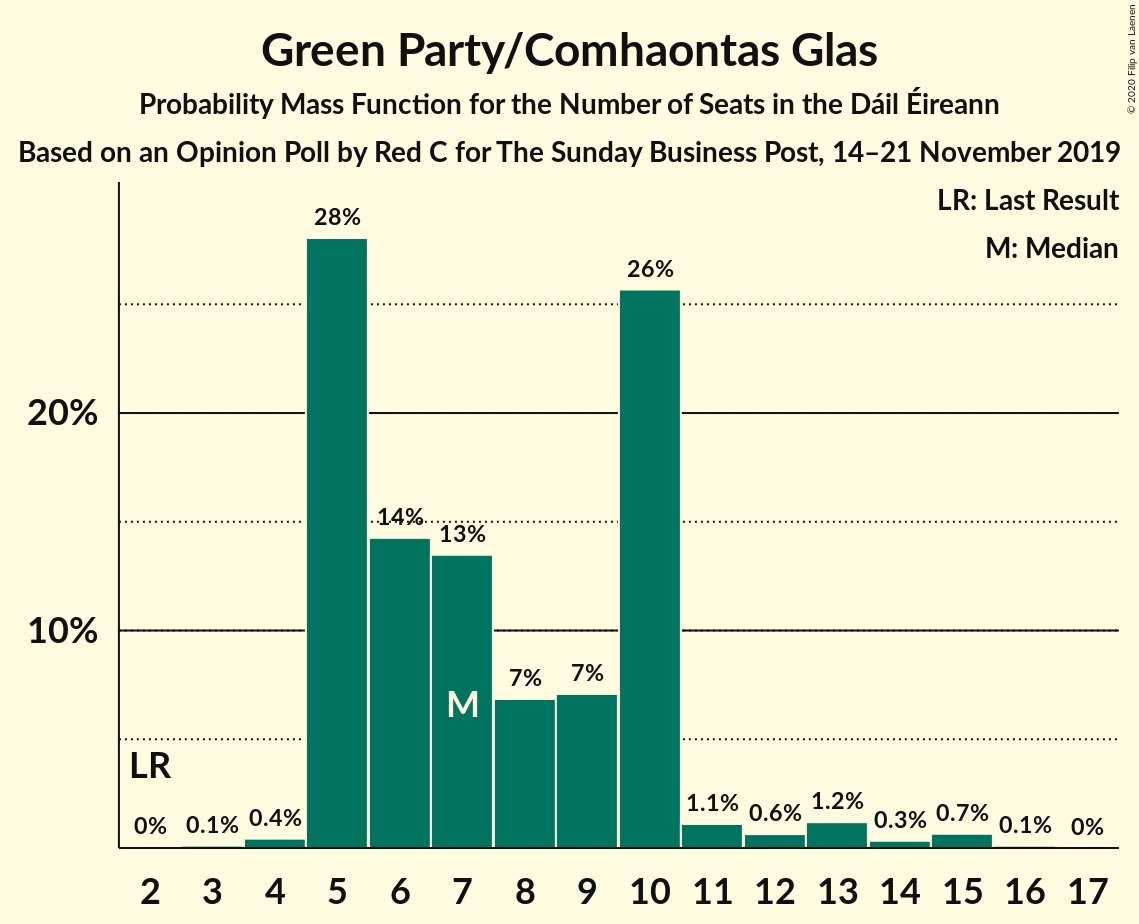 © 2020 Filip van Laenen
Green Party/Comhaontas Glas
Probability Mass Function for the Number of Seats in the Dáil Éireann
Based on an Opinion Poll by Red C for The Sunday Business Post, 14–21 November 2019
LR: Last Result
M: Median
28%
26%
20%
14%
13%
10%
7%
7%
M
LR
0%
0.1%
0.4%
1.1%
0.6%
1.2%
0.3%
0.7%
0.1%
0%
2 3 4 5 6 7 8 9 10 11 12 13 14 15 16 17